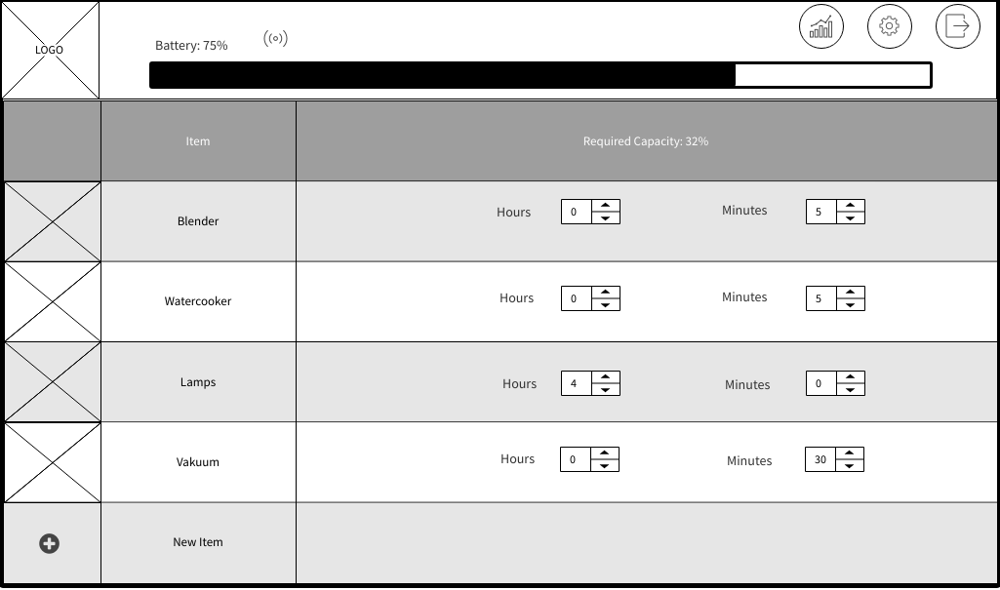 LOGO
Battery: 75%
Item
Required Capacity: 32%
Blender
Hours 0 Minutes 5
Watercooker
Hours 0 Minutes 5
Lamps
Hours 4 Minutes 0
Vakuum
Hours 0 Minutes 30
New Item